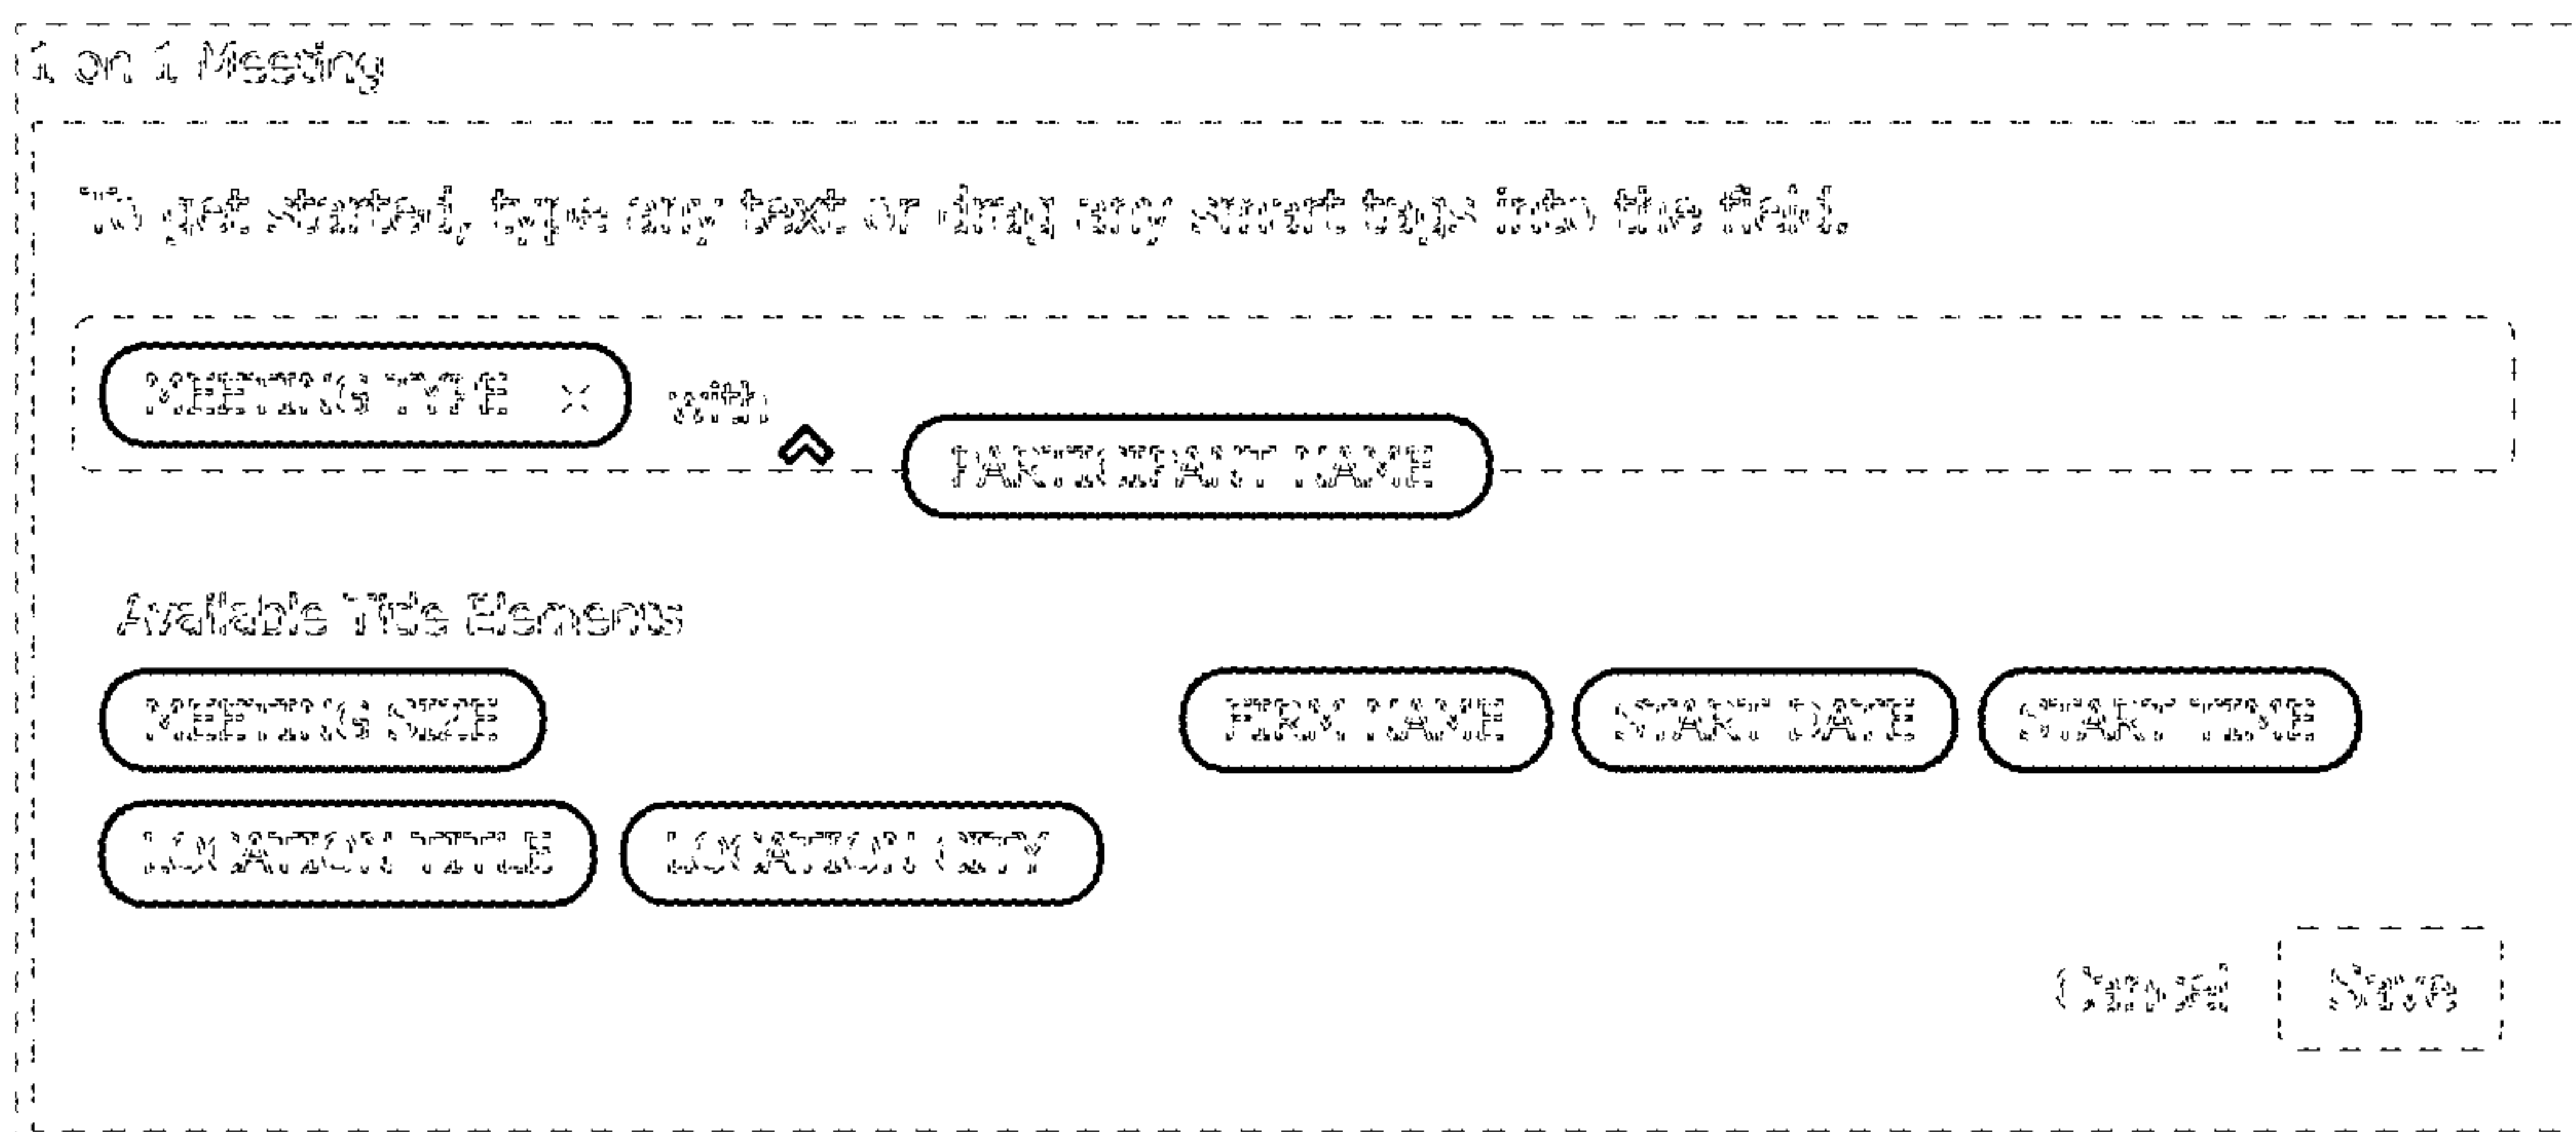 1 on 1 Meeting
To get started, type any text or drag any smart tags into the field.
MEETING TYPE × with
PARTICIPANT NAME
Available Title Elements
MEETING SIZE FIRM NAME START DATE START TIME
LOCATION TITLE LOCATION CITY
Cancel Save